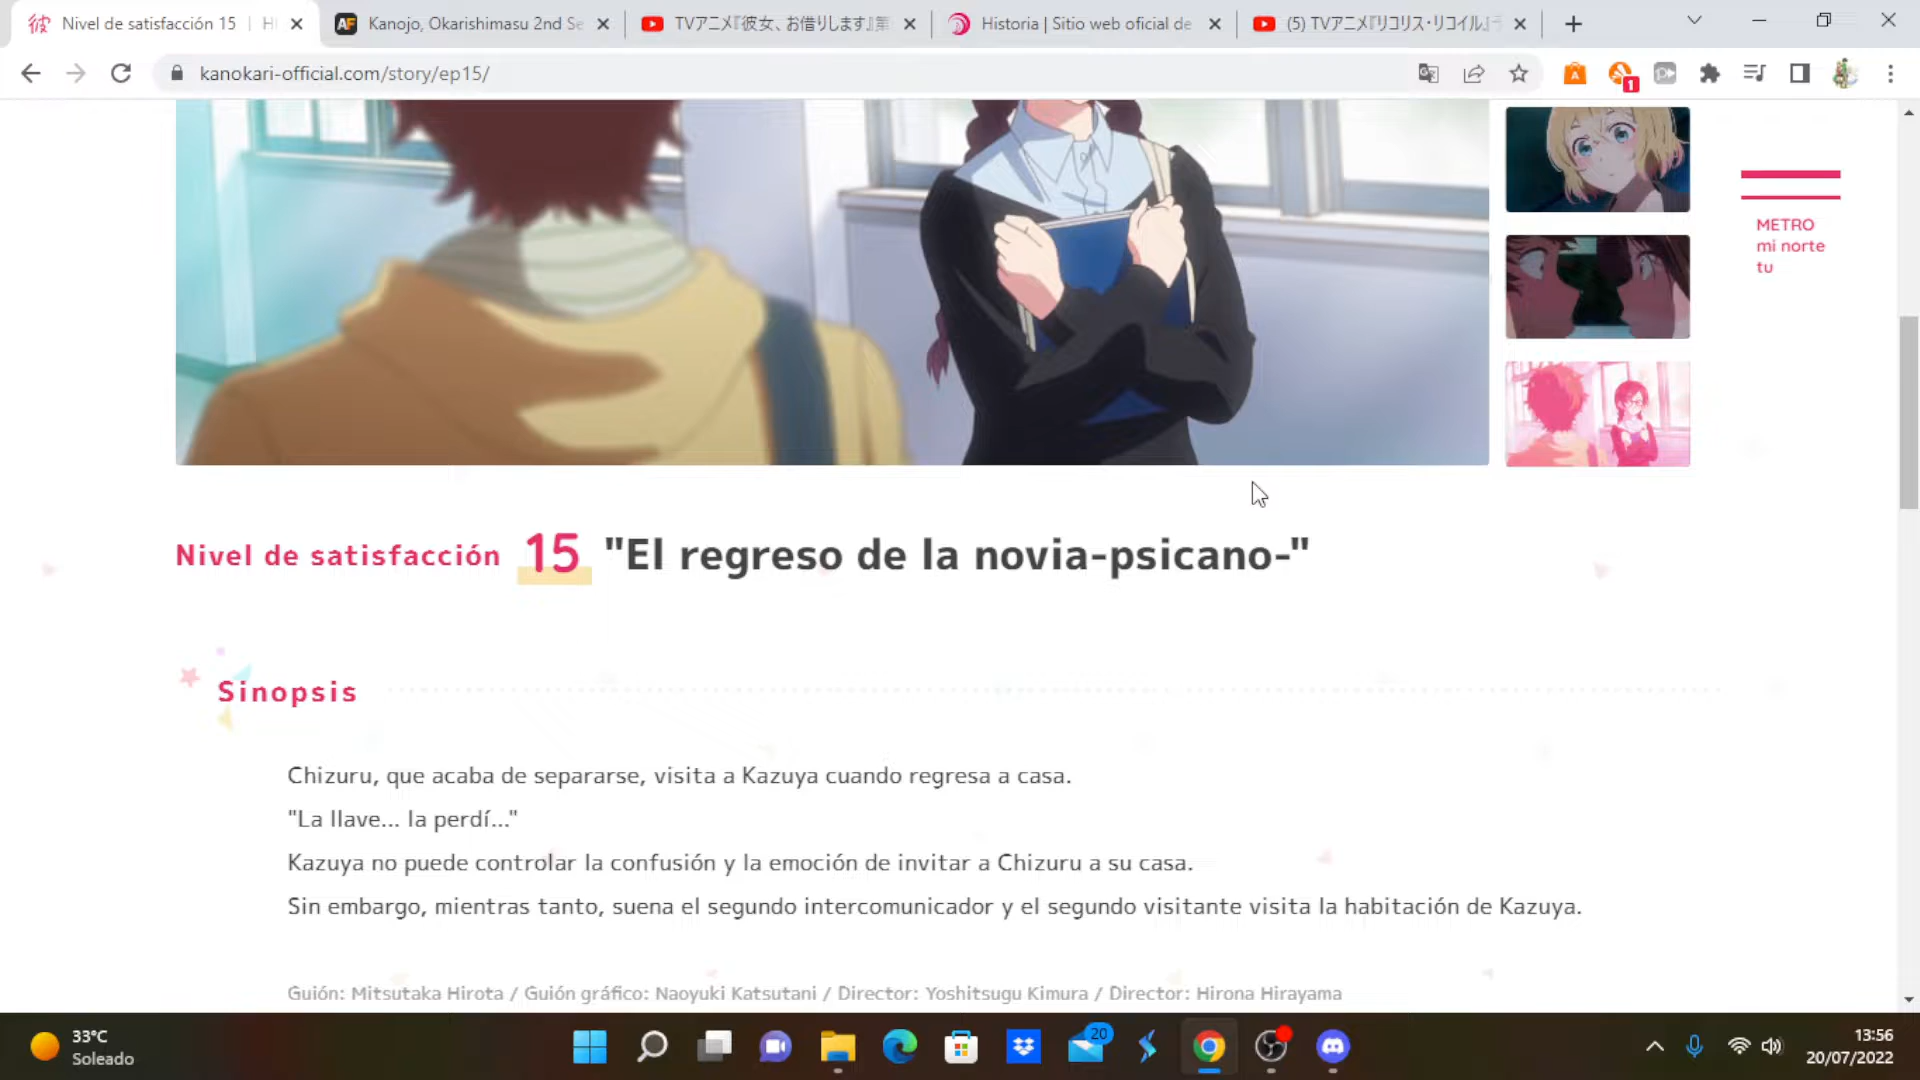 Nivel de satisfacción 15 | Hi
Kanojo, Okarishimasu 2nd Se
TVアニメ『彼女、お借りします』第
Historia | Sitio web oficial de
(5) TVアニメ『リコリス・リコイル』
kanokari-official.com/story/ep15/
1
METRO
mi norte
tu
Nivel de satisfacción 15 "El regreso de la novia-psicano-"
Sinopsis
Chizuru, que acaba de separarse, visita a Kazuya cuando regresa a casa.
"La llave... la perdí..."
Kazuya no puede controlar la confusión y la emoción de invitar a Chizuru a su casa.
Sin embargo, mientras tanto, suena el segundo intercomunicador y el segundo visitante visita la habitación de Kazuya.
Guión: Mitsutaka Hirota / Guión gráfico: Naoyuki Katsutani / Director: Yoshitsugu Kimura / Director: Hirona Hirayama
33°C
Soleado
20
13:56
20/07/2022